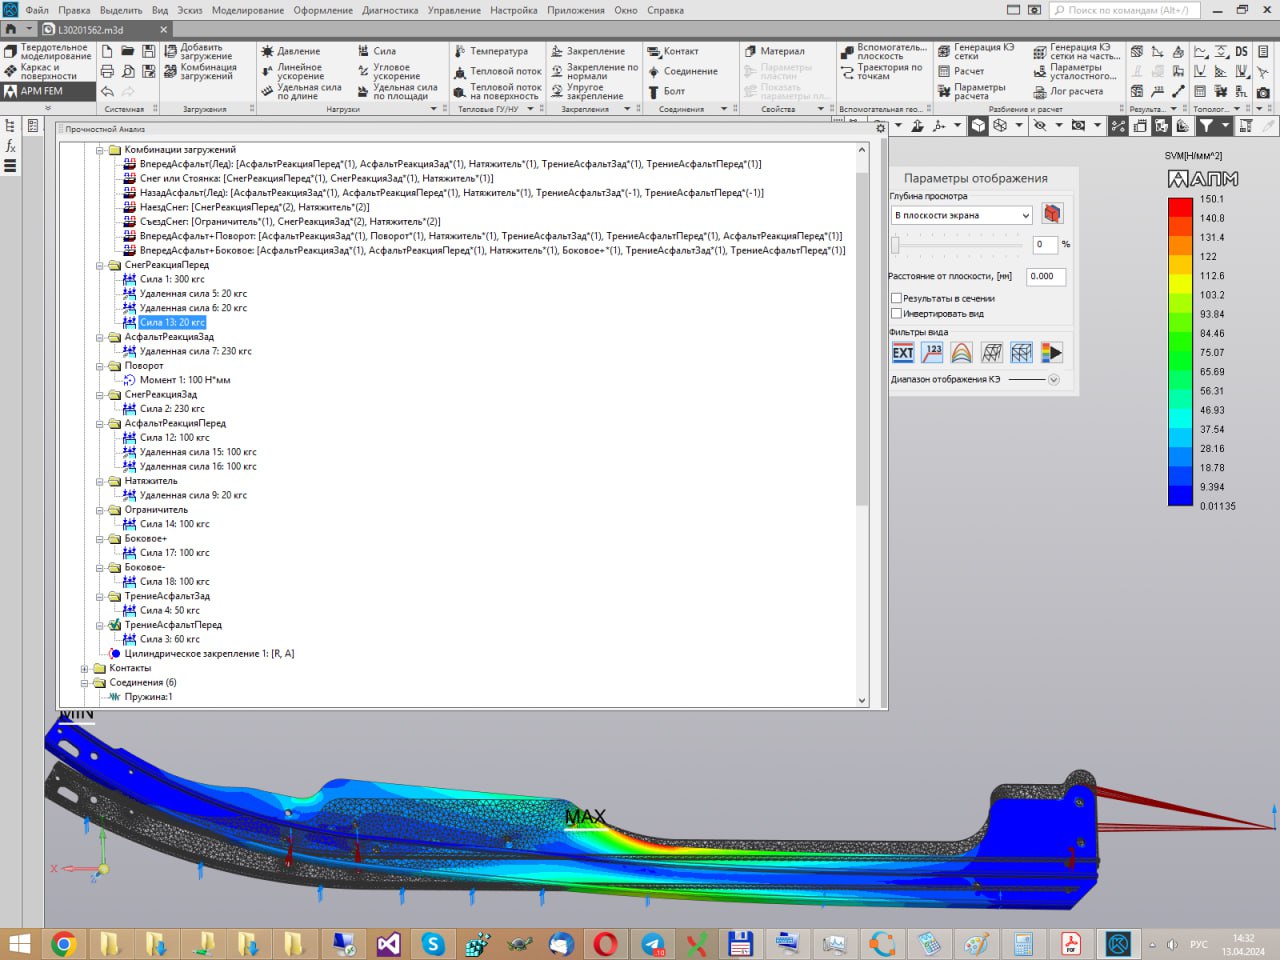 Файл Правка Выделить Вид Эскиз Моделирование Оформление Диагностика Управление Настройка Приложения Окно Справка
Поиск по командам (Alt+/)
L30201562.m3d
Твердотельное моделирование
Каркас и поверхности
APM FEM
Системная
Добавить загружения
Комбинация загружений
Загружения
Давление
Линейное ускорение
Удельная сила по длине
Сила
Угловое ускорение
Удельная сила по площади
Нагрузки
Температура
Тепловой поток
Тепловой поток на поверхность
Тепловые ГУ/НУ
Закрепление
Закрепление по нормали
Упругое закрепление
Закрепления
Контакт
Соединение
Болт
Соединения
Материал
Параметры пластин
Показать параметры пл...
Свойства
Вспомогатель... плоскость
Траектория по точкам
Вспомогательная гео...
Генерация КЭ сетки
Расчет
Параметры расчета
Генерация КЭ сетки на часть...
Параметры усталостного...
Лог расчета
Разбиение и расчет
DS
123
STL
Результа...
Тополог...
Прочностной Анализ
Комбинации загружений
ВпередАсфальт(Лед): [АсфальтРеакцияПеред*(1), АсфальтРеакцияЗад*(1), Натяжитель*(1), ТрениеАсфальтЗад*(1), ТрениеАсфальтПеред*(1)]
Снег или Стоянка: [СнегРеакцияПеред*(1), СнегРеакцияЗад*(1), Натяжитель*(1)]
НазадАсфальт(Лед): [АсфальтРеакцияЗад*(1), АсфальтРеакцияПеред*(1), Натяжитель*(1), ТрениеАсфальтЗад*(-1), ТрениеАсфальтПеред*(-1)]
НаездСнег: [СнегРеакцияПеред*(2), Натяжитель*(2)]
СъездСнег: [Ограничитель*(1), СнегРеакцияЗад*(2), Натяжитель*(2)]
ВпередАсфальт+Поворот: [АсфальтРеакцияЗад*(1), Поворот*(1), Натяжитель*(1), ТрениеАсфальтЗад*(1), ТрениеАсфальтПеред*(1), АсфальтРеакцияПеред*(1)]
ВпередАсфальт+Боковое: [АсфальтРеакцияЗад*(1), АсфальтРеакцияПеред*(1), Натяжитель*(1), Боковое+*(1), ТрениеАсфальтЗад*(1), ТрениеАсфальтПеред*(1)]
СнегРеакцияПеред
Сила 1: 300 кгс
Удаленная сила 5: 20 кгс
Удаленная сила 6: 20 кгс
Сила 13: 20 кгс
АсфальтРеакцияЗад
Удаленная сила 7: 230 кгс
Поворот
Момент 1: 100 Н*мм
СнегРеакцияЗад
Сила 2: 230 кгс
АсфальтРеакцияПеред
Сила 12: 100 кгс
Удаленная сила 15: 100 кгс
Удаленная сила 16: 100 кгс
Натяжитель
Удаленная сила 9: 20 кгс
Ограничитель
Сила 14: 100 кгс
Боковое+
Сила 17: 100 кгс
Боковое-
Сила 18: 100 кгс
ТрениеАсфальтЗад
Сила 4: 50 кгс
ТрениеАсфальтПеред
Сила 3: 60 кгс
Цилиндрическое закрепление 1: [R, A]
Контакты
Соединения (6)
Пружина:1
Параметры отображения
Глубина просмотра
В плоскости экрана
0 %
Расстояние от плоскости, [мм] 0.000
Результаты в сечении
Инвертировать вид
Фильтры вида
EXT 123
Диапазон отображения КЭ
SVM[Н/мм^2]
АПМ
150.1
140.8
131.4
122
112.6
103.2
93.84
84.46
75.07
65.69
56.31
46.93
37.54
28.16
18.78
9.394
0.01135
MIN
MAX
X
РУС
14:32
13.04.2024